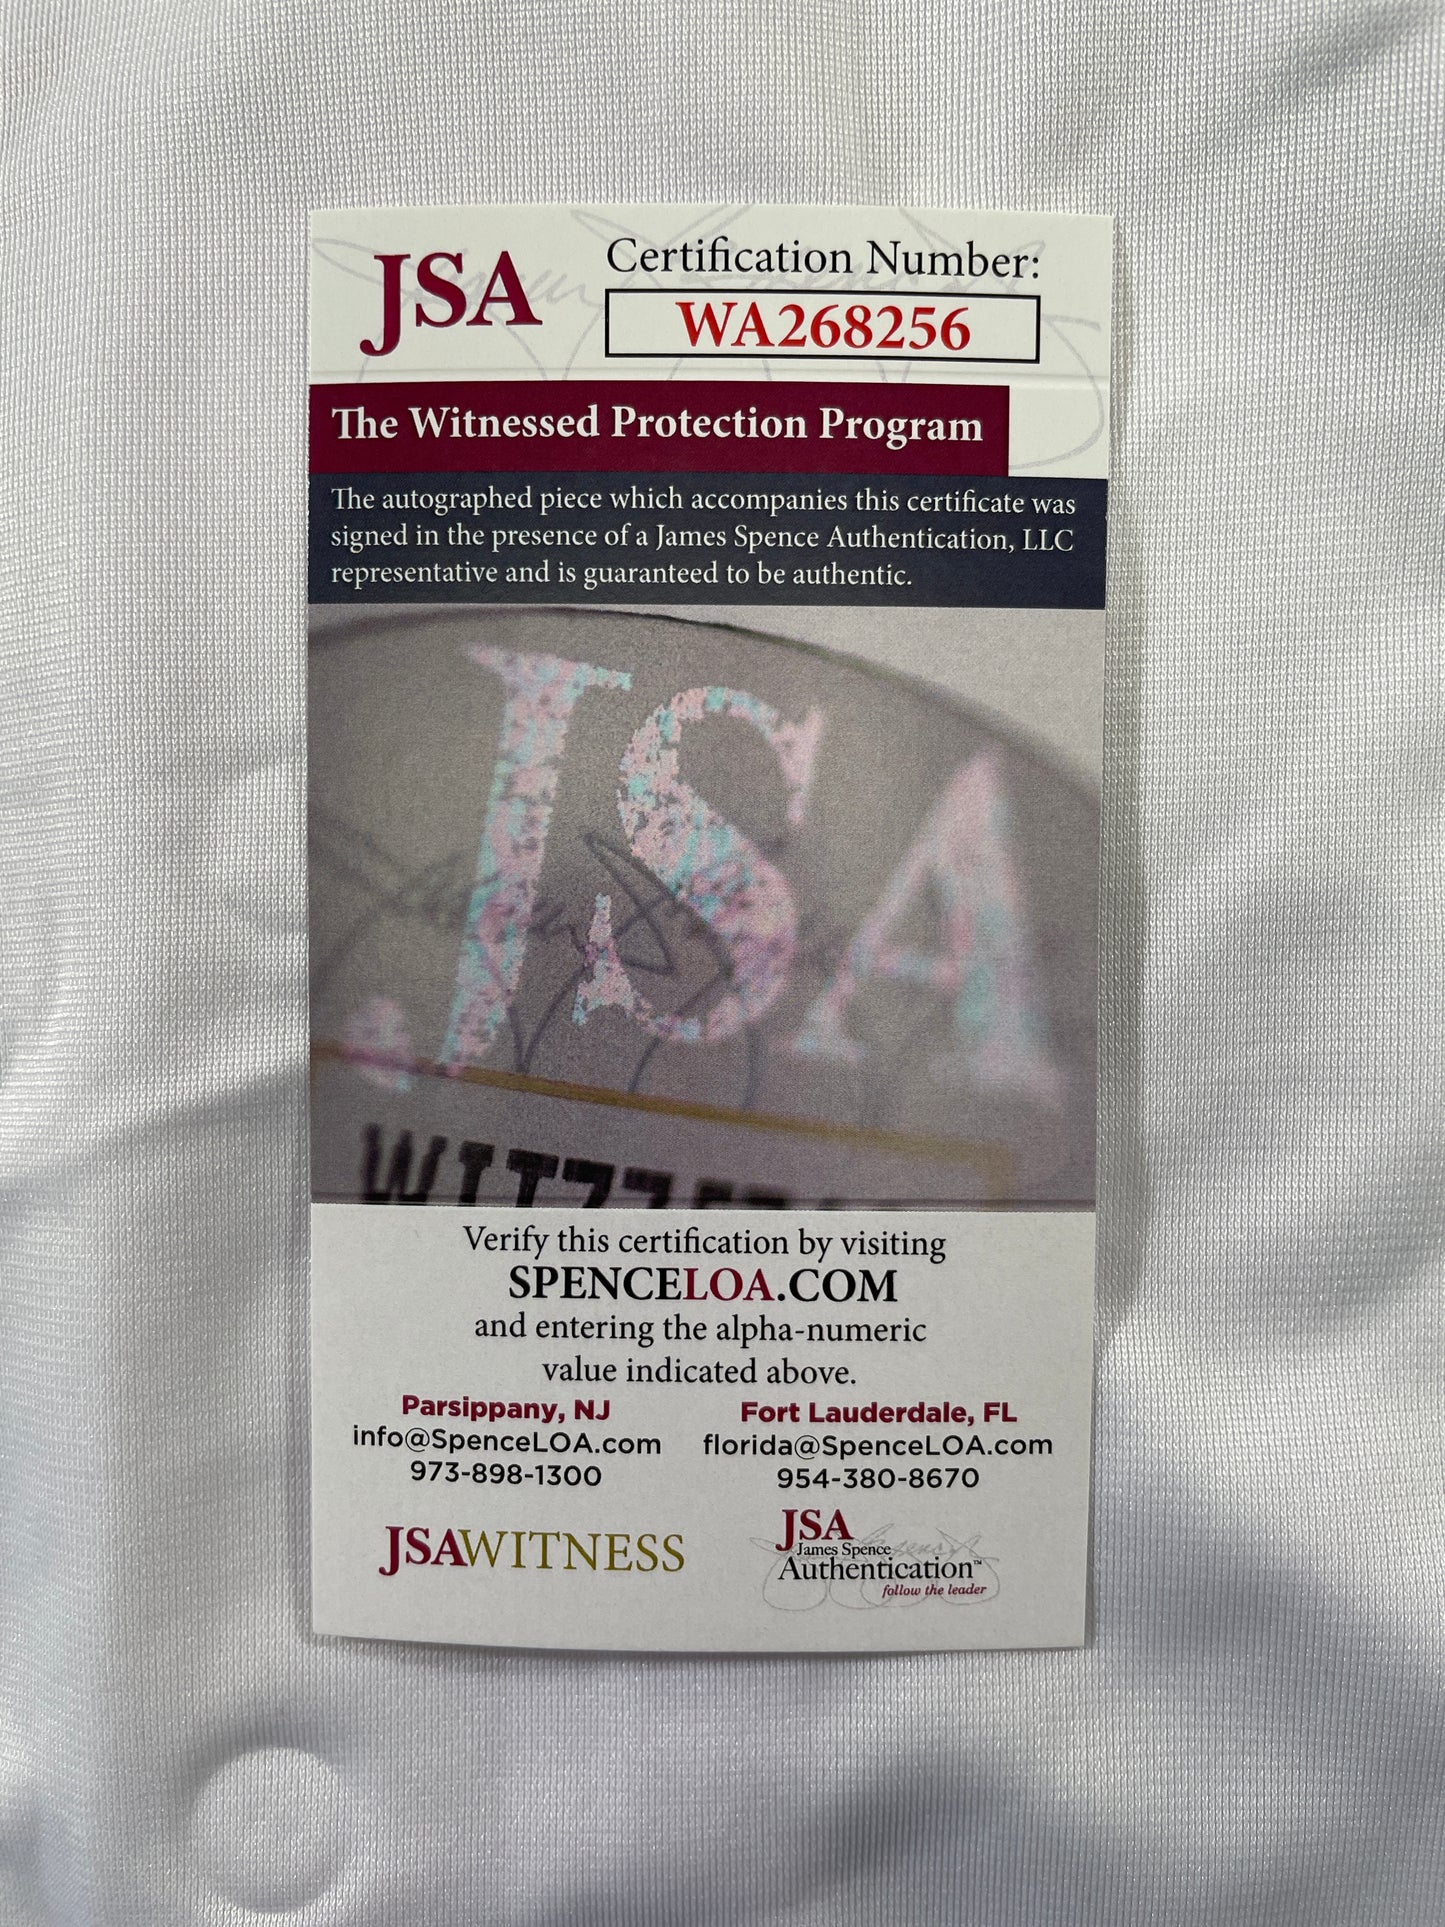 JSA
Certification Number:
WA268256
The Witnessed Protection Program
The autographed piece which accompanies this certificate was
signed in the presence of a James Spence Authentication, LLC
representative and is guaranteed to be authentic.
JSA
Verify this certification by visiting
SPENCELOA.COM
and entering the alpha-numeric
value indicated above.
Parsippany, NJ
info@SpenceLOA.com
973-898-1300
Fort Lauderdale, FL
florida@SpenceLOA.com
954-380-8670
JSAWITNESS
JSA
James Spence
Authentication™
follow the leader